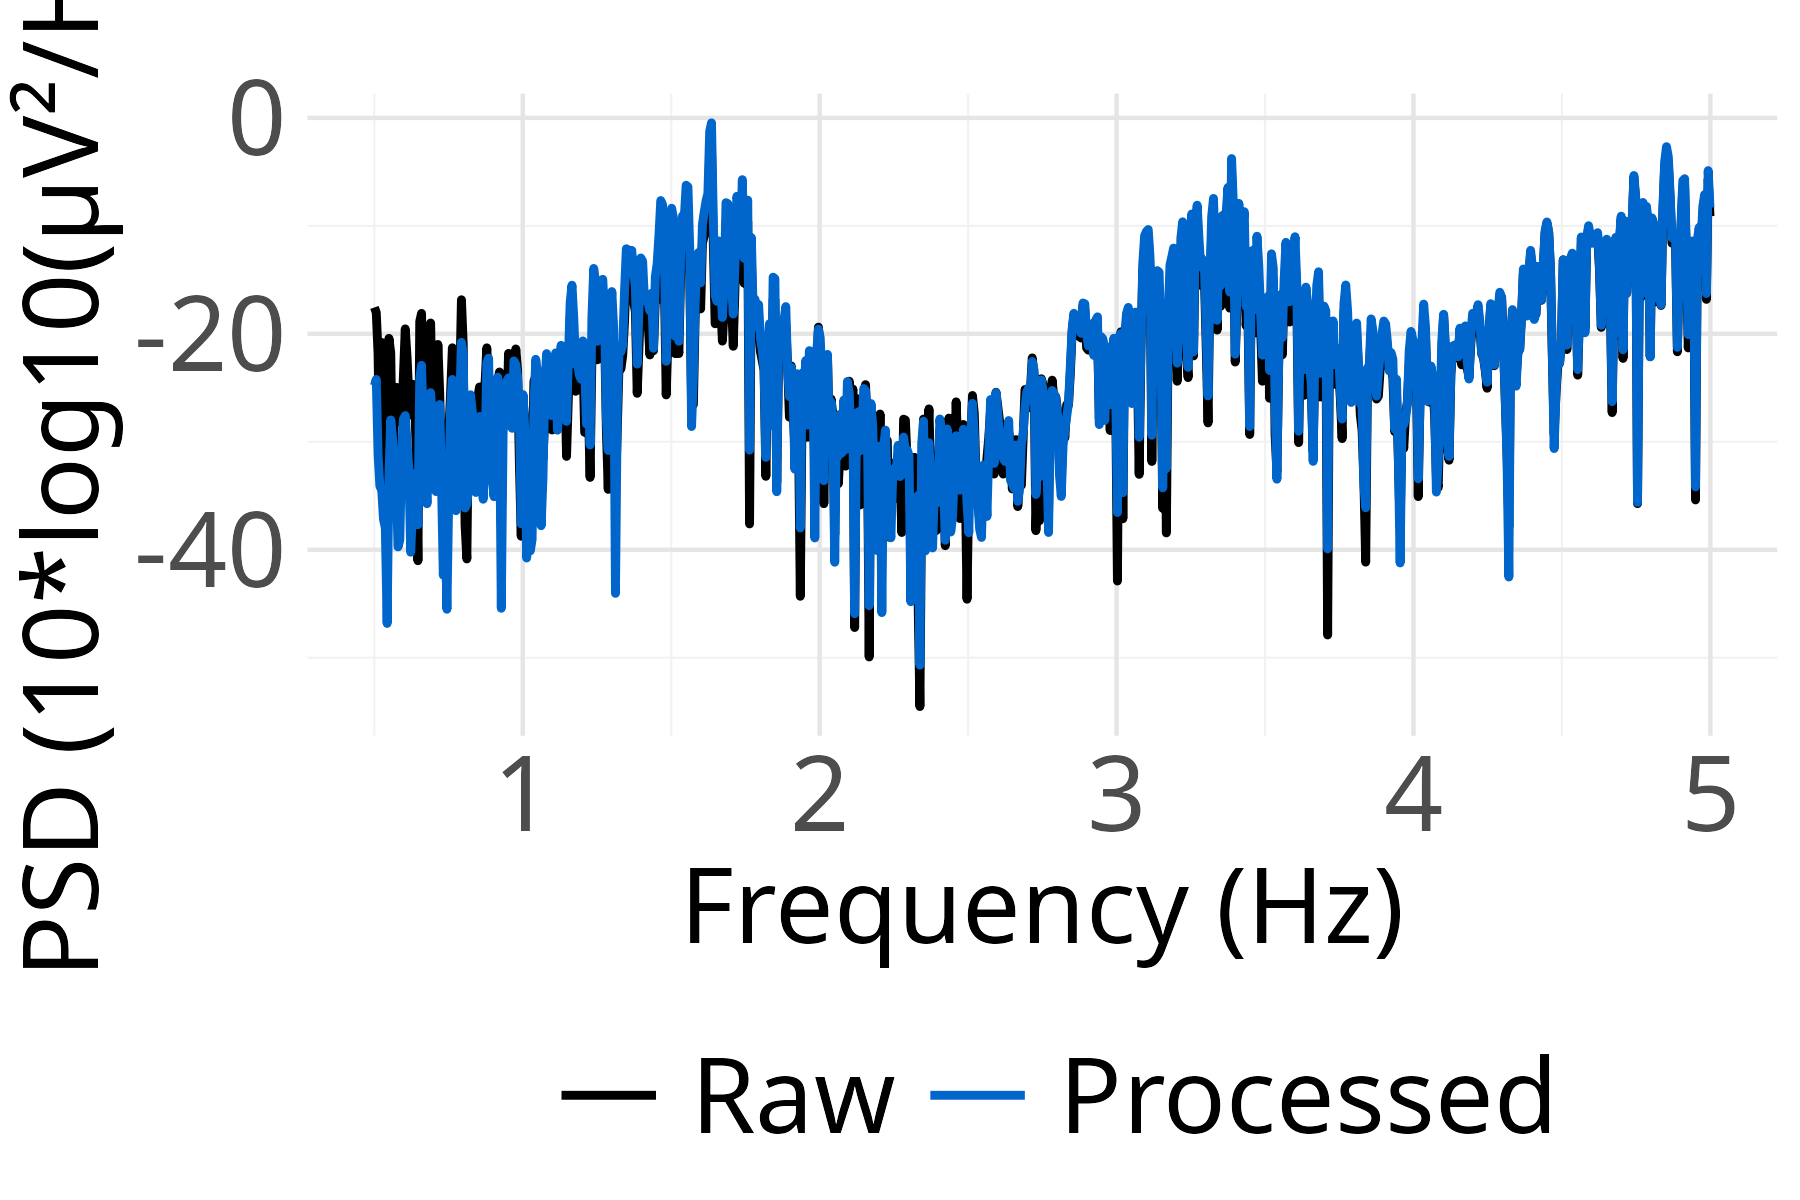 PSD (10*log10(μV²/H
0
-20
-40
1 2 3 4 5
Frequency (Hz)
Raw Processed